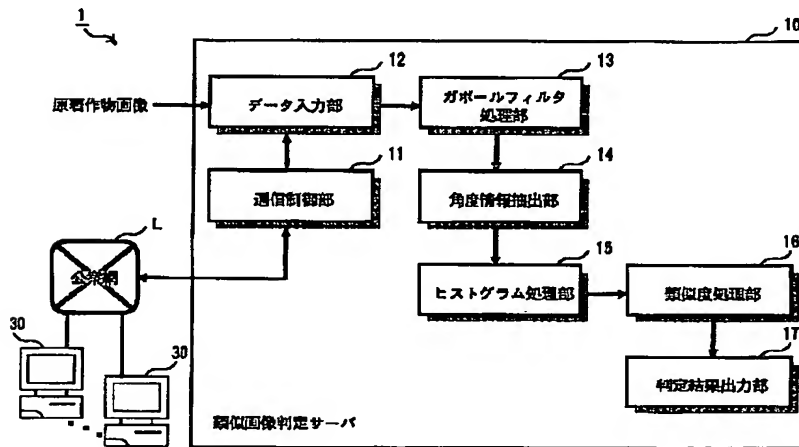 1
10
12
13
原著作物画像
データ入力部
ガボールフィルタ
処理部
11
14
通信制御部
角度情報抽出部
L
公衆網
15
16
ヒストグラム処理部
類似度処理部
30
30
17
判定結果出力部
類似画像判定サーバ